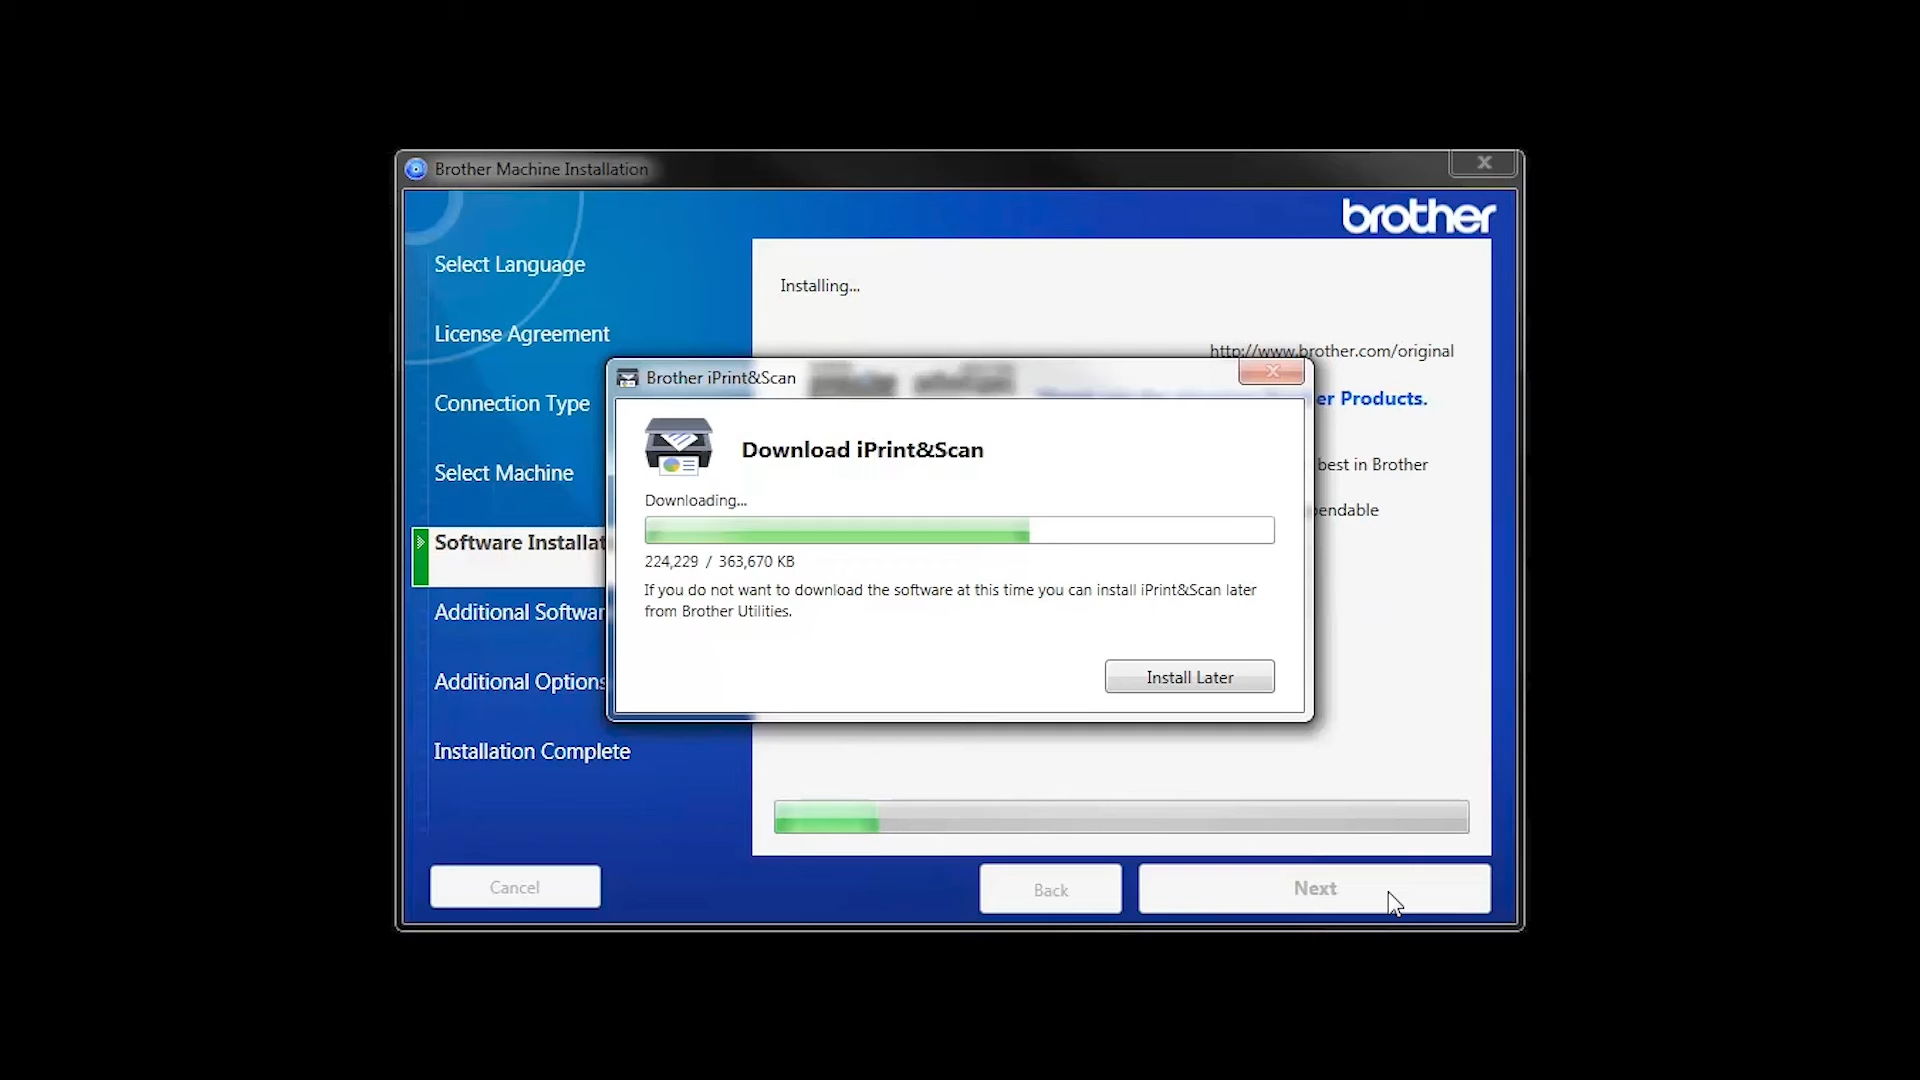 Brother Machine Installation
brother
Select Language
License Agreement
Connection Type
Select Machine
Software Installat
Additional Softwar
Additional Options
Installation Complete
Installing...
http://www.brother.com/original
er Products.
best in Brother
pendable
Brother iPrint&Scan
Download iPrint&Scan
Downloading...
224,229 / 363,670 KB
If you do not want to download the software at this time you can install iPrint&Scan later
from Brother Utilities.
Install Later
Cancel
Back
Next